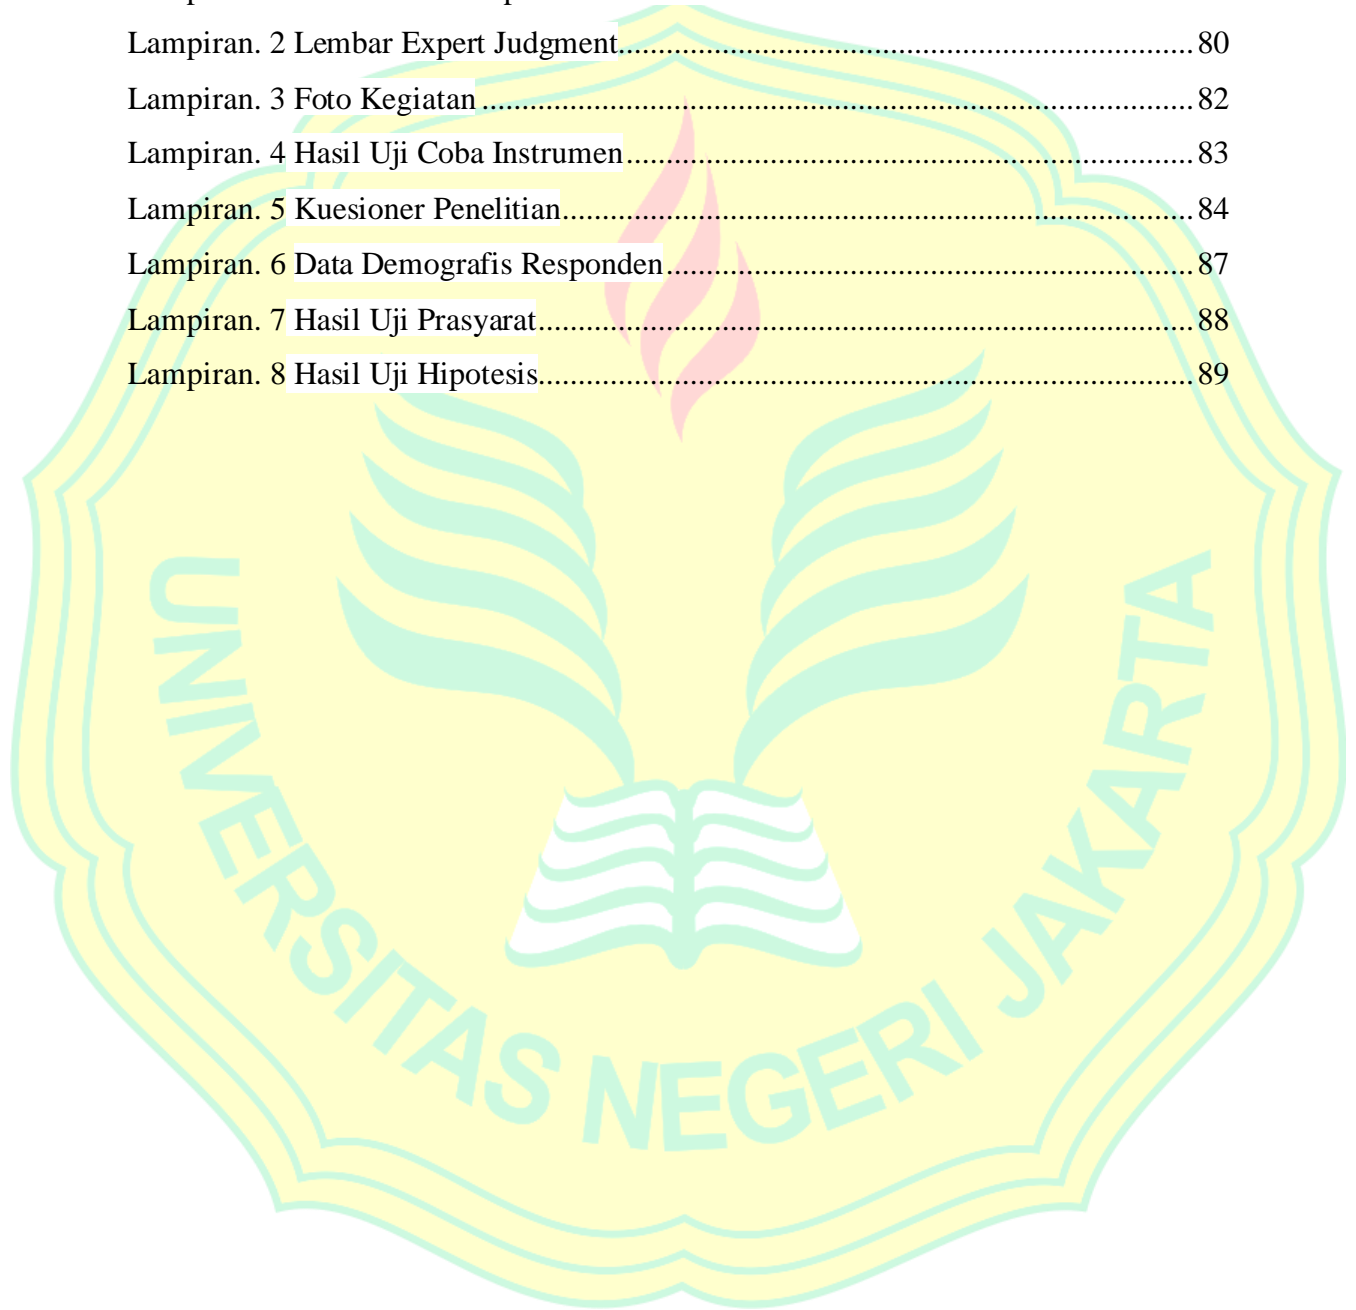 Lampiran. 2 Lembar Expert Judgment.......................................................................... 80
Lampiran. 3 Foto Kegiatan ........................................................................................... 82
Lampiran. 4 Hasil Uji Coba Instrumen......................................................................... 83
Lampiran. 5 Kuesioner Penelitian................................................................................. 84
Lampiran. 6 Data Demografis Responden.................................................................... 87
Lampiran. 7 Hasil Uji Prasyarat.................................................................................... 88
Lampiran. 8 Hasil Uji Hipotesis.................................................................................... 89
UNIVERSITAS NEGERI JAKARTA